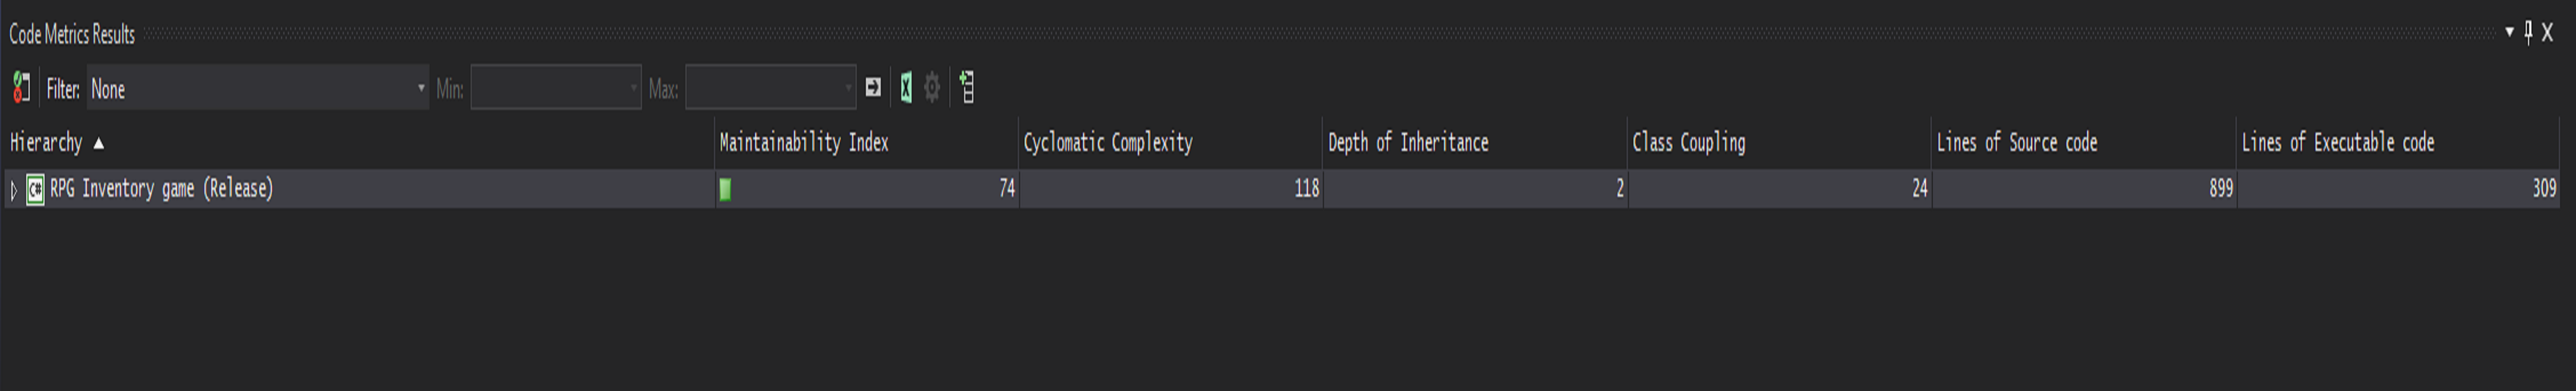 Code Metrics Results
Filter: None Min: Max:
Hierarchy Maintainability Index Cyclomatic Complexity Depth of Inheritance Class Coupling Lines of Source code Lines of Executable code
C# RPG Inventory game (Release) 74 118 2 24 899 309